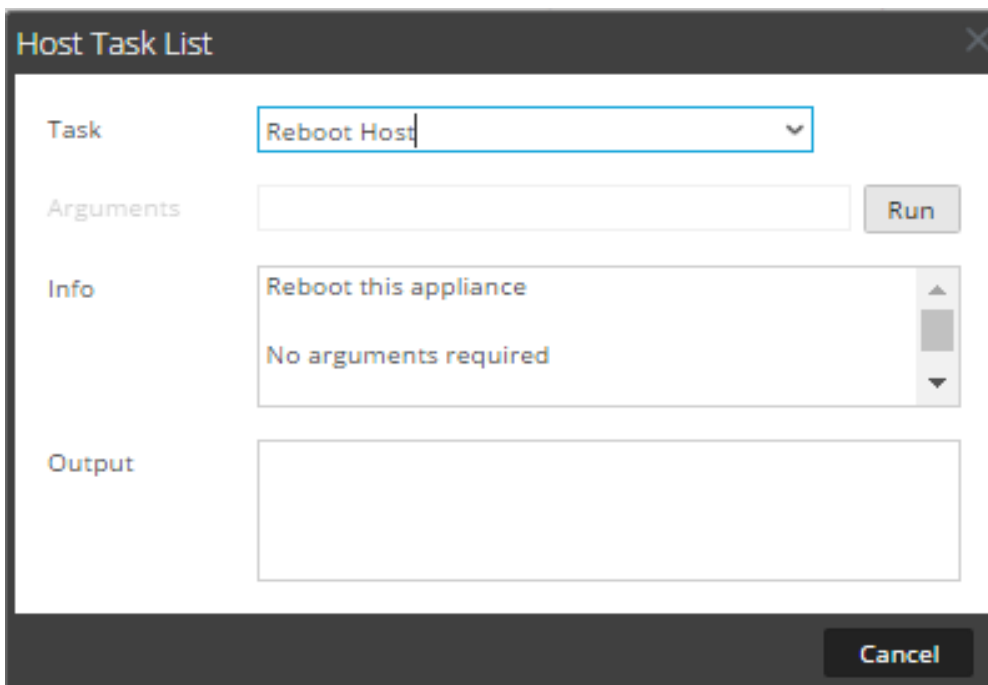 Host Task List
Task
Reboot Host
Arguments
Run
Info
Reboot this appliance
No arguments required
Output
Cancel